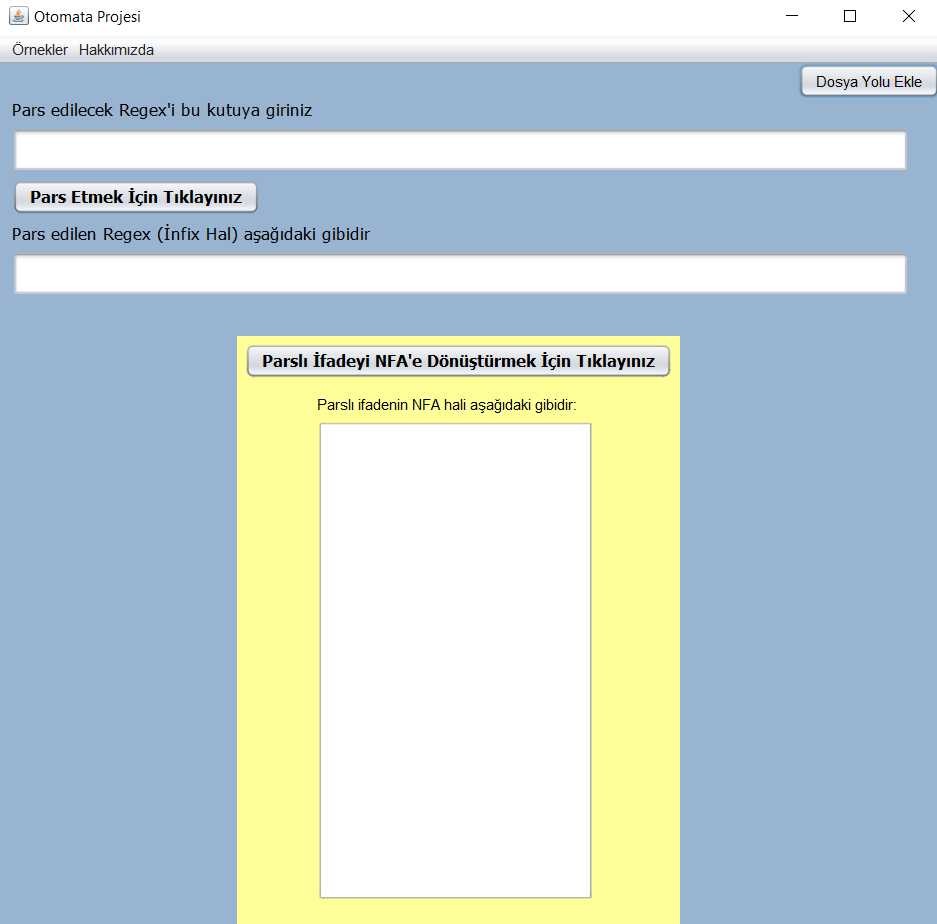 Otomata Projesi
Örnekler Hakkımızda
Dosya Yolu Ekle
Pars edilecek Regex'i bu kutuya giriniz
Pars Etmek İçin Tıklayınız
Pars edilen Regex (İnfix Hal) aşağıdaki gibidir
Parslı İfadeyi NFA'e Dönüştürmek İçin Tıklayınız
Parslı ifadenin NFA hali aşağıdaki gibidir: